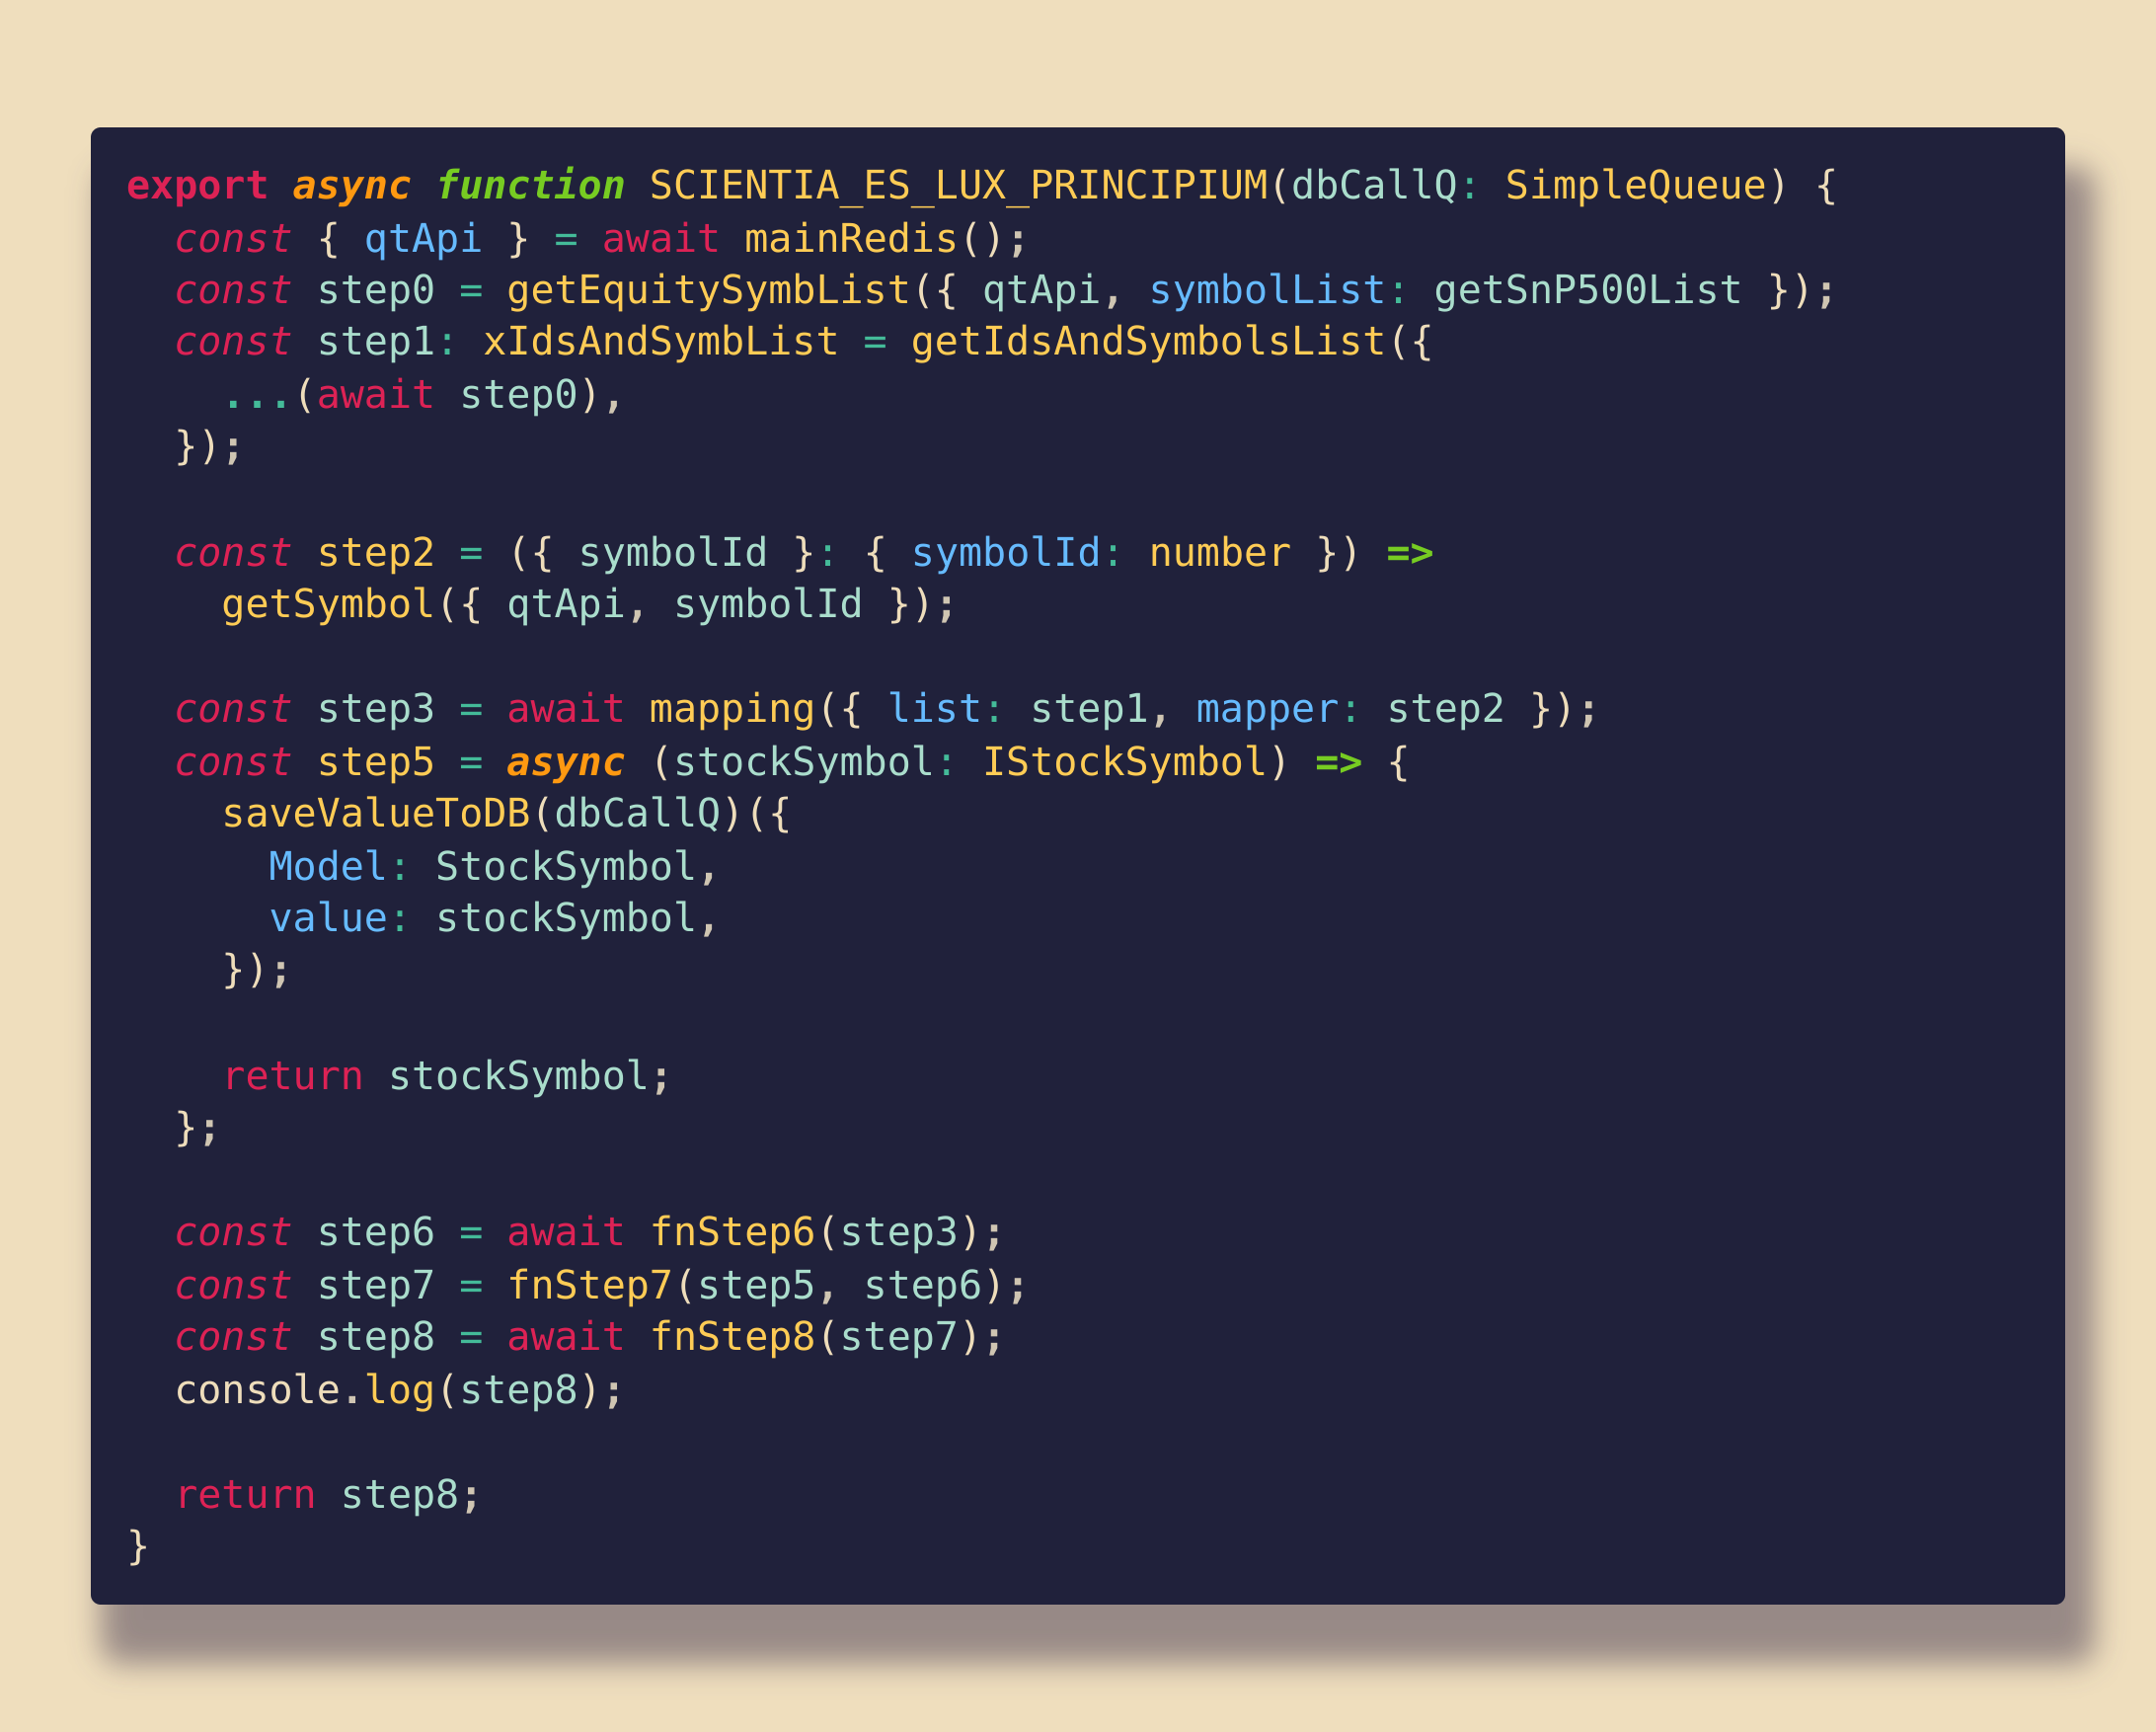 export async function SCIENTIA_ES_LUX_PRINCIPIUM(dbCallQ: SimpleQueue) {
  const { qtApi } = await mainRedis();
  const step0 = getEquitySymbList({ qtApi, symbolList: getSnP500List });
  const step1: xIdsAndSymbList = getIdsAndSymbolsList({
    ...(await step0),
  });

  const step2 = ({ symbolId }: { symbolId: number }) =>
    getSymbol({ qtApi, symbolId });

  const step3 = await mapping({ list: step1, mapper: step2 });
  const step5 = async (stockSymbol: IStockSymbol) => {
    saveValueToDB(dbCallQ)({
      Model: StockSymbol,
      value: stockSymbol,
    });

    return stockSymbol;
  };

  const step6 = await fnStep6(step3);
  const step7 = fnStep7(step5, step6);
  const step8 = await fnStep8(step7);
  console.log(step8);

  return step8;
}